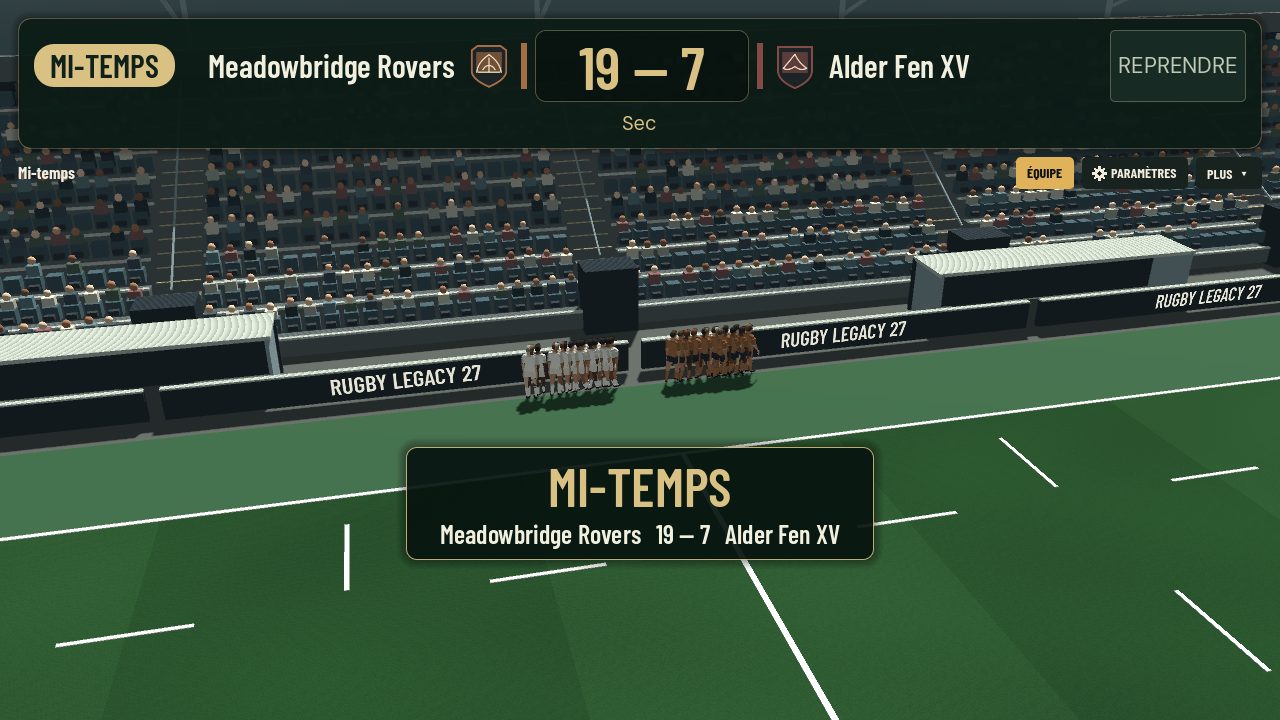 MI-TEMPS
Meadowbridge Rovers
19 – 7
Alder Fen XV
REPRENDRE
Sec
Mi-temps
ÉQUIPE
PARAMÈTRES
PLUS
RUGBY LEGACY 27
RUGBY LEGACY 27
RUGBY LEGACY 27
MI-TEMPS
Meadowbridge Rovers 19 – 7 Alder Fen XV